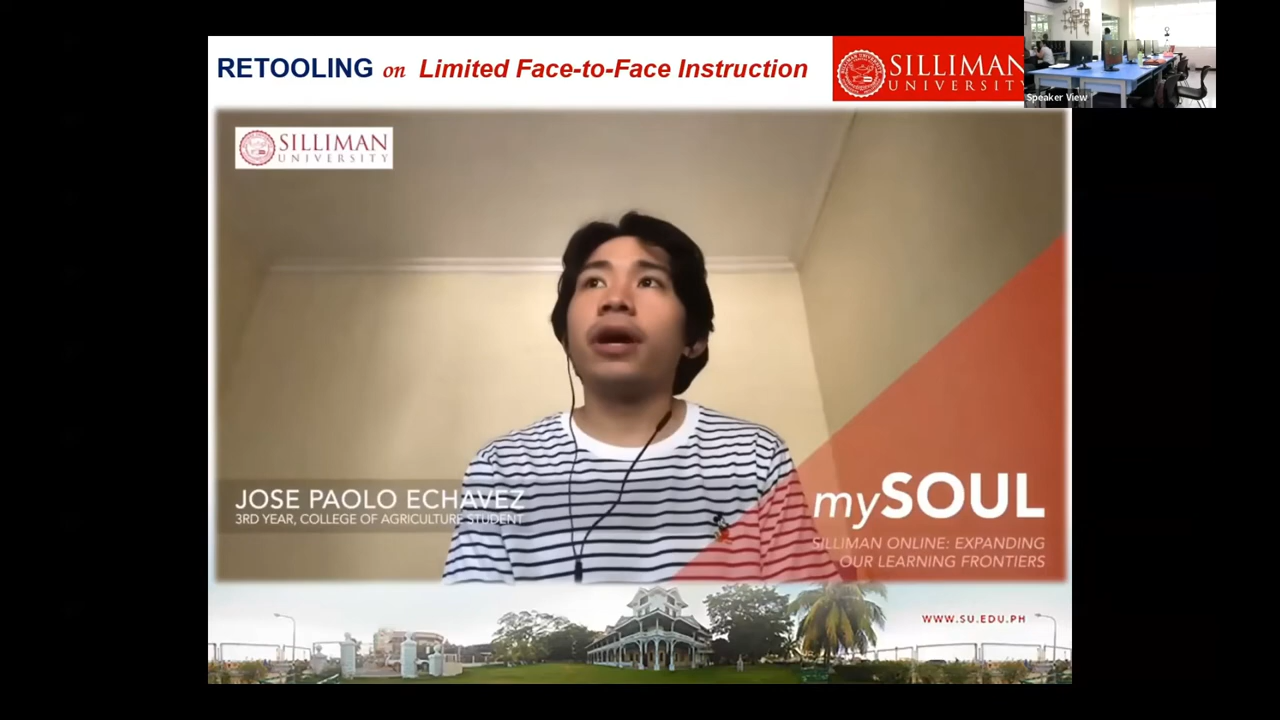 RETOOLING on Limited Face-to-Face Instruction
SILLIMAN
UNIVERSITY
Speaker View
SILLIMAN
UNIVERSITY
JOSE PAOLO ECHAVEZ
3RD YEAR, COLLEGE OF AGRICULTURE STUDENT
mySOUL
SILLIMAN ONLINE: EXPANDING
OUR LEARNING FRONTIERS
WWW.SU.EDU.PH